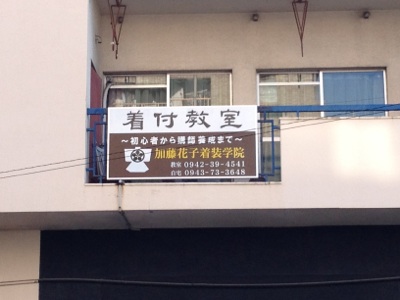 着付教室
～初心者から講師養成まで～
加藤花子着装学院
教室 0942-39-4541
自宅 0943-73-3648